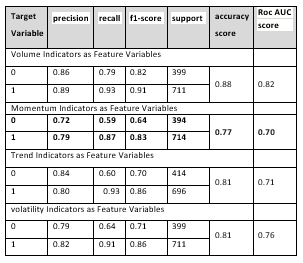 Target Variable precision recall f1-score support accuracy score Roc AUC score
Volume Indicators as Feature Variables
0 0.86 0.79 0.82 399 0.88 0.82
1 0.89 0.93 0.91 711
Momentum Indicators as Feature Variables
0 0.72 0.59 0.64 394 0.77 0.70
1 0.79 0.87 0.83 714
Trend Indicators as Feature Variables
0 0.84 0.60 0.70 414 0.81 0.71
1 0.80 0.93 0.86 696
volatility Indicators as Feature Variables
0 0.79 0.64 0.71 399 0.81 0.76
1 0.82 0.91 0.86 711